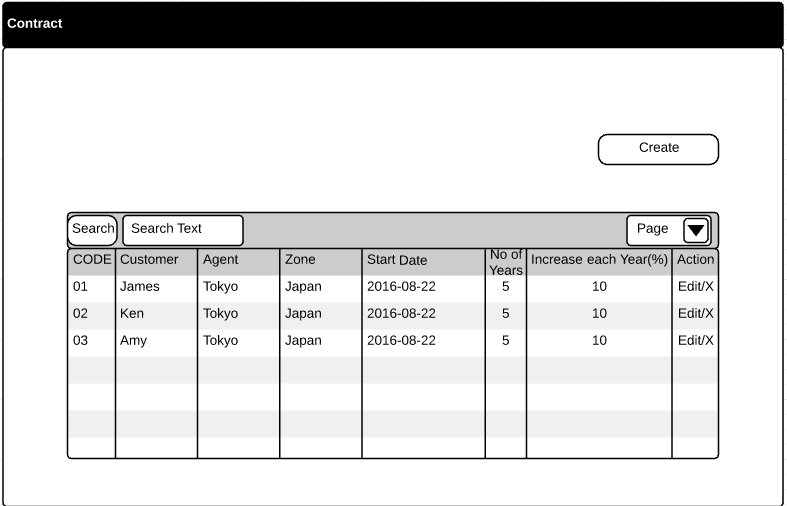 Contract
Create
Search Search Text Page
CODE Customer Agent Zone Start Date No of Years Increase each Year(%) Action
01 James Tokyo Japan 2016-08-22 5 10 Edit/X
02 Ken Tokyo Japan 2016-08-22 5 10 Edit/X
03 Amy Tokyo Japan 2016-08-22 5 10 Edit/X